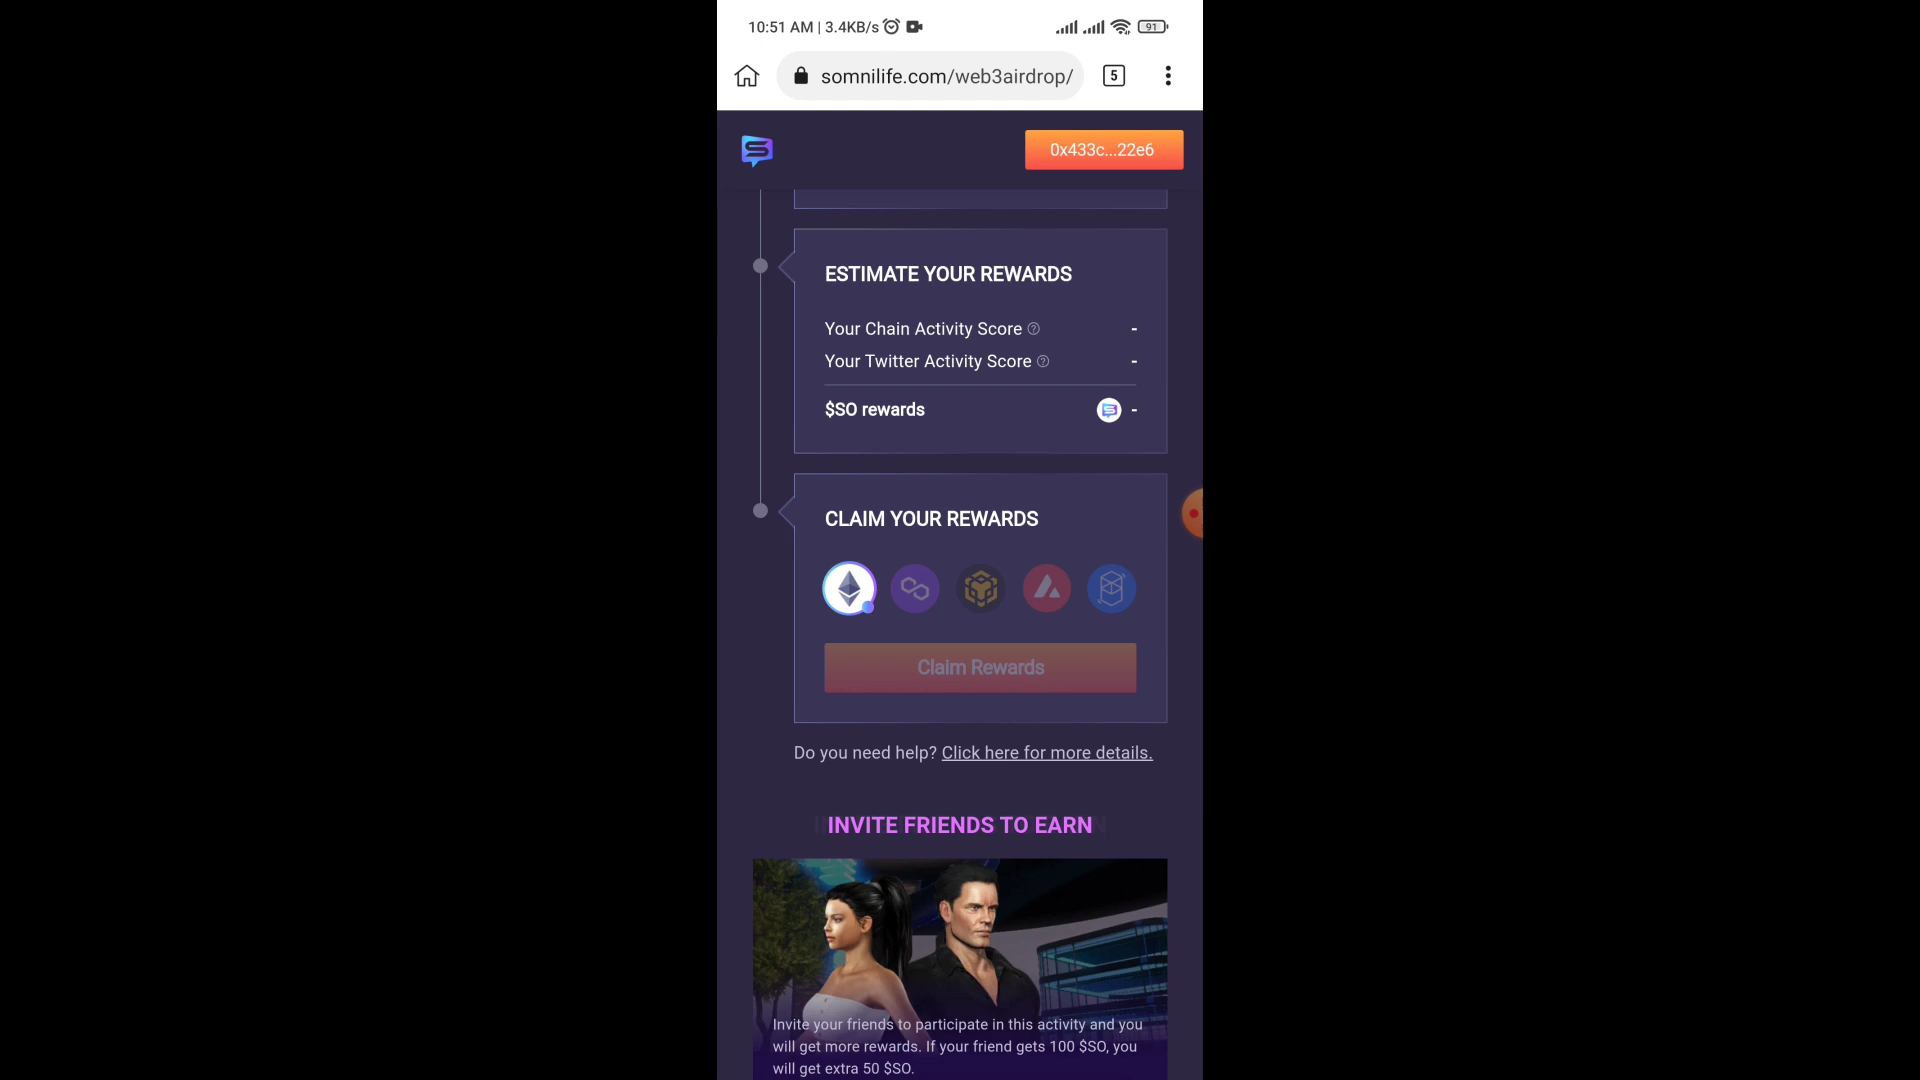 10:51 AM | 3.4KB/s
91
somnilife.com/web3airdrop/
5
0x433c...22e6
ESTIMATE YOUR REWARDS
Your Chain Activity Score ?
-
Your Twitter Activity Score ?
-
$SO rewards
-
CLAIM YOUR REWARDS
Claim Rewards
Do you need help? Click here for more details.
INVITE FRIENDS TO EARN
Invite your friends to participate in this activity and you
will get more rewards. If your friend gets 100 $SO, you
will get extra 50 $SO.